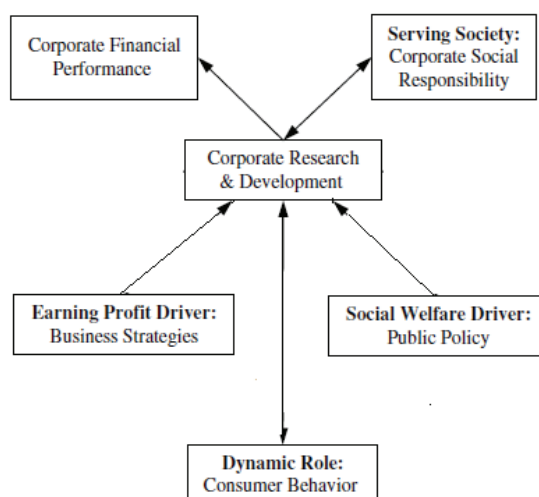 Corporate Financial
Performance
Serving Society:
Corporate Social
Responsibility
Corporate Research
& Development
Earning Profit Driver:
Business Strategies
Social Welfare Driver:
Public Policy
Dynamic Role:
Consumer Behavior